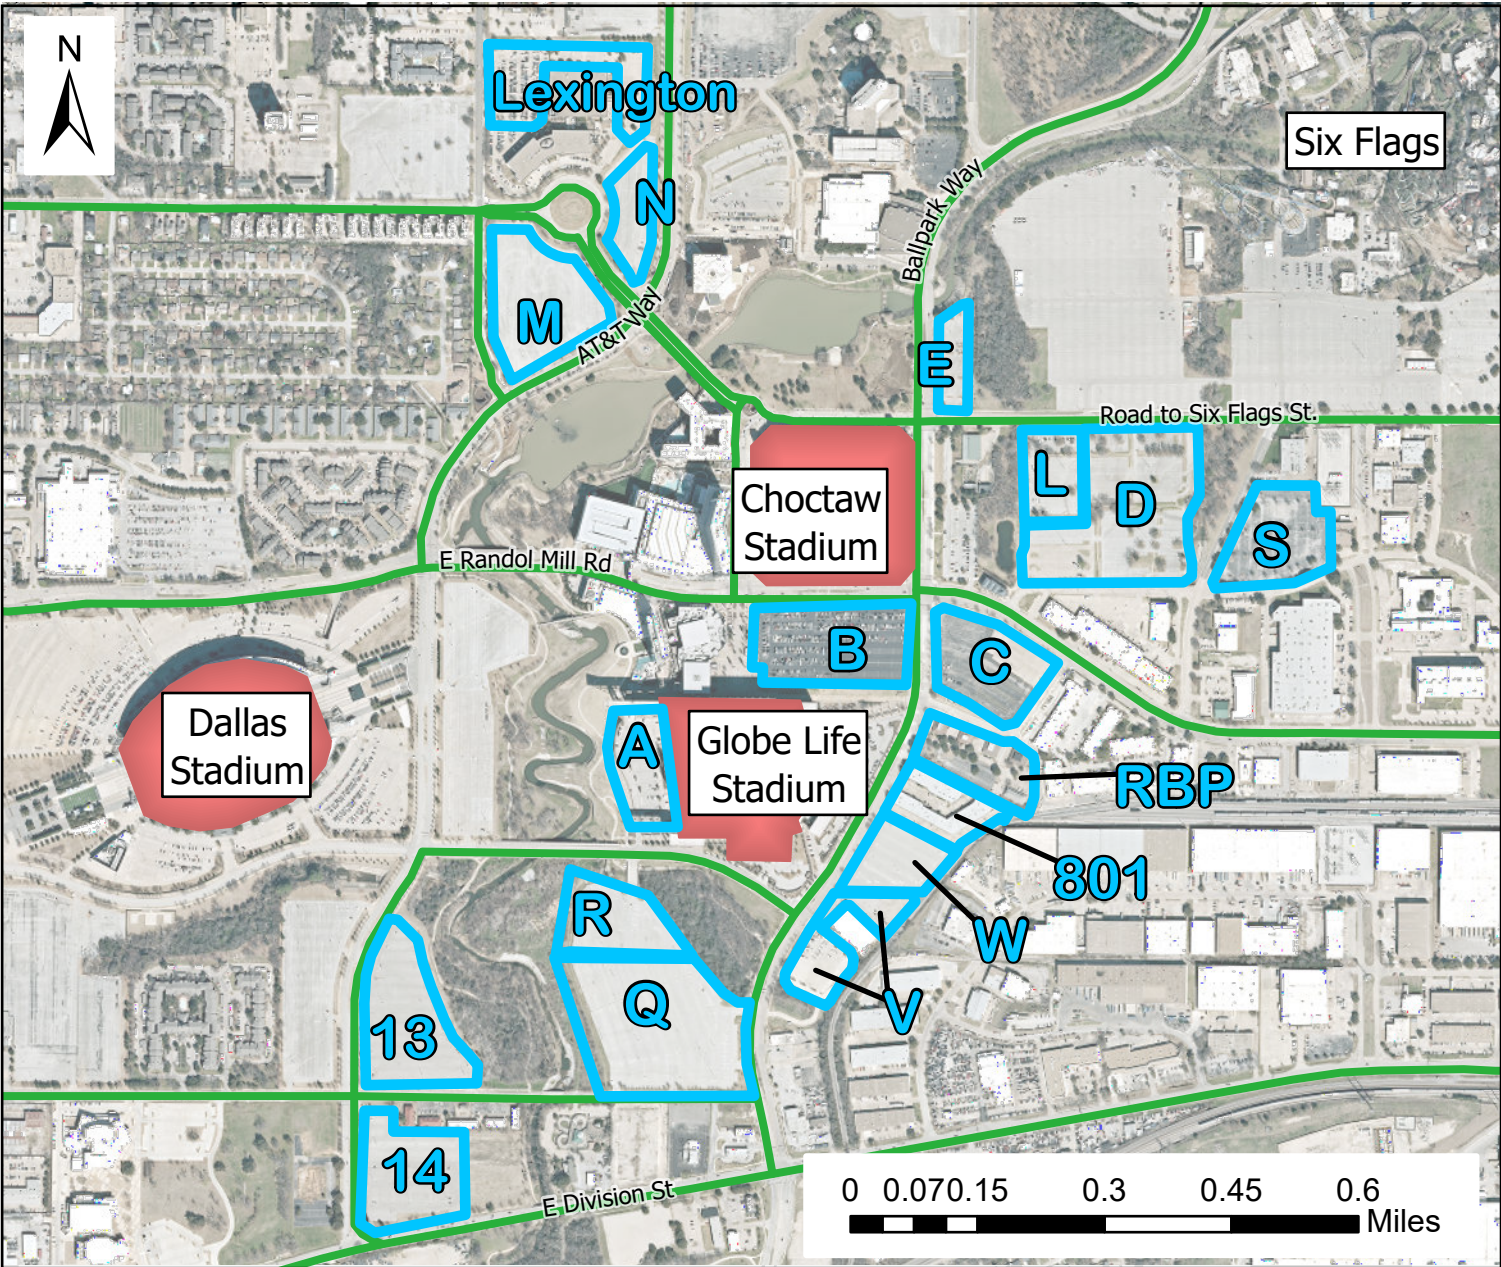 N
Lexington
Six Flags
N
Ballpark Way
M
AT&T Way
E
Road to Six Flags St.
L
D
S
Choctaw
Stadium
E Randol Mill Rd
B
C
Dallas
Stadium
A
Globe Life
Stadium
RBP
801
R
W
Q
V
13
14
E Division St
0 0.070.15 0.3 0.45 0.6
Miles